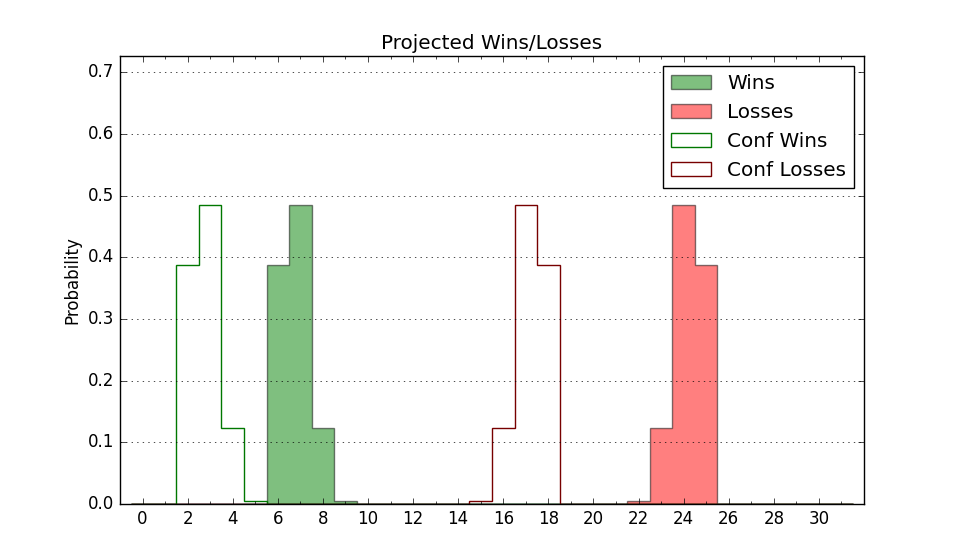 Projected Wins/Losses
Probability
0.7
0.6
0.5
0.4
0.3
0.2
0.1
0.0
Wins
Losses
Conf Wins
Conf Losses
0 2 4 6 8 10 12 14 16 18 20 22 24 26 28 30